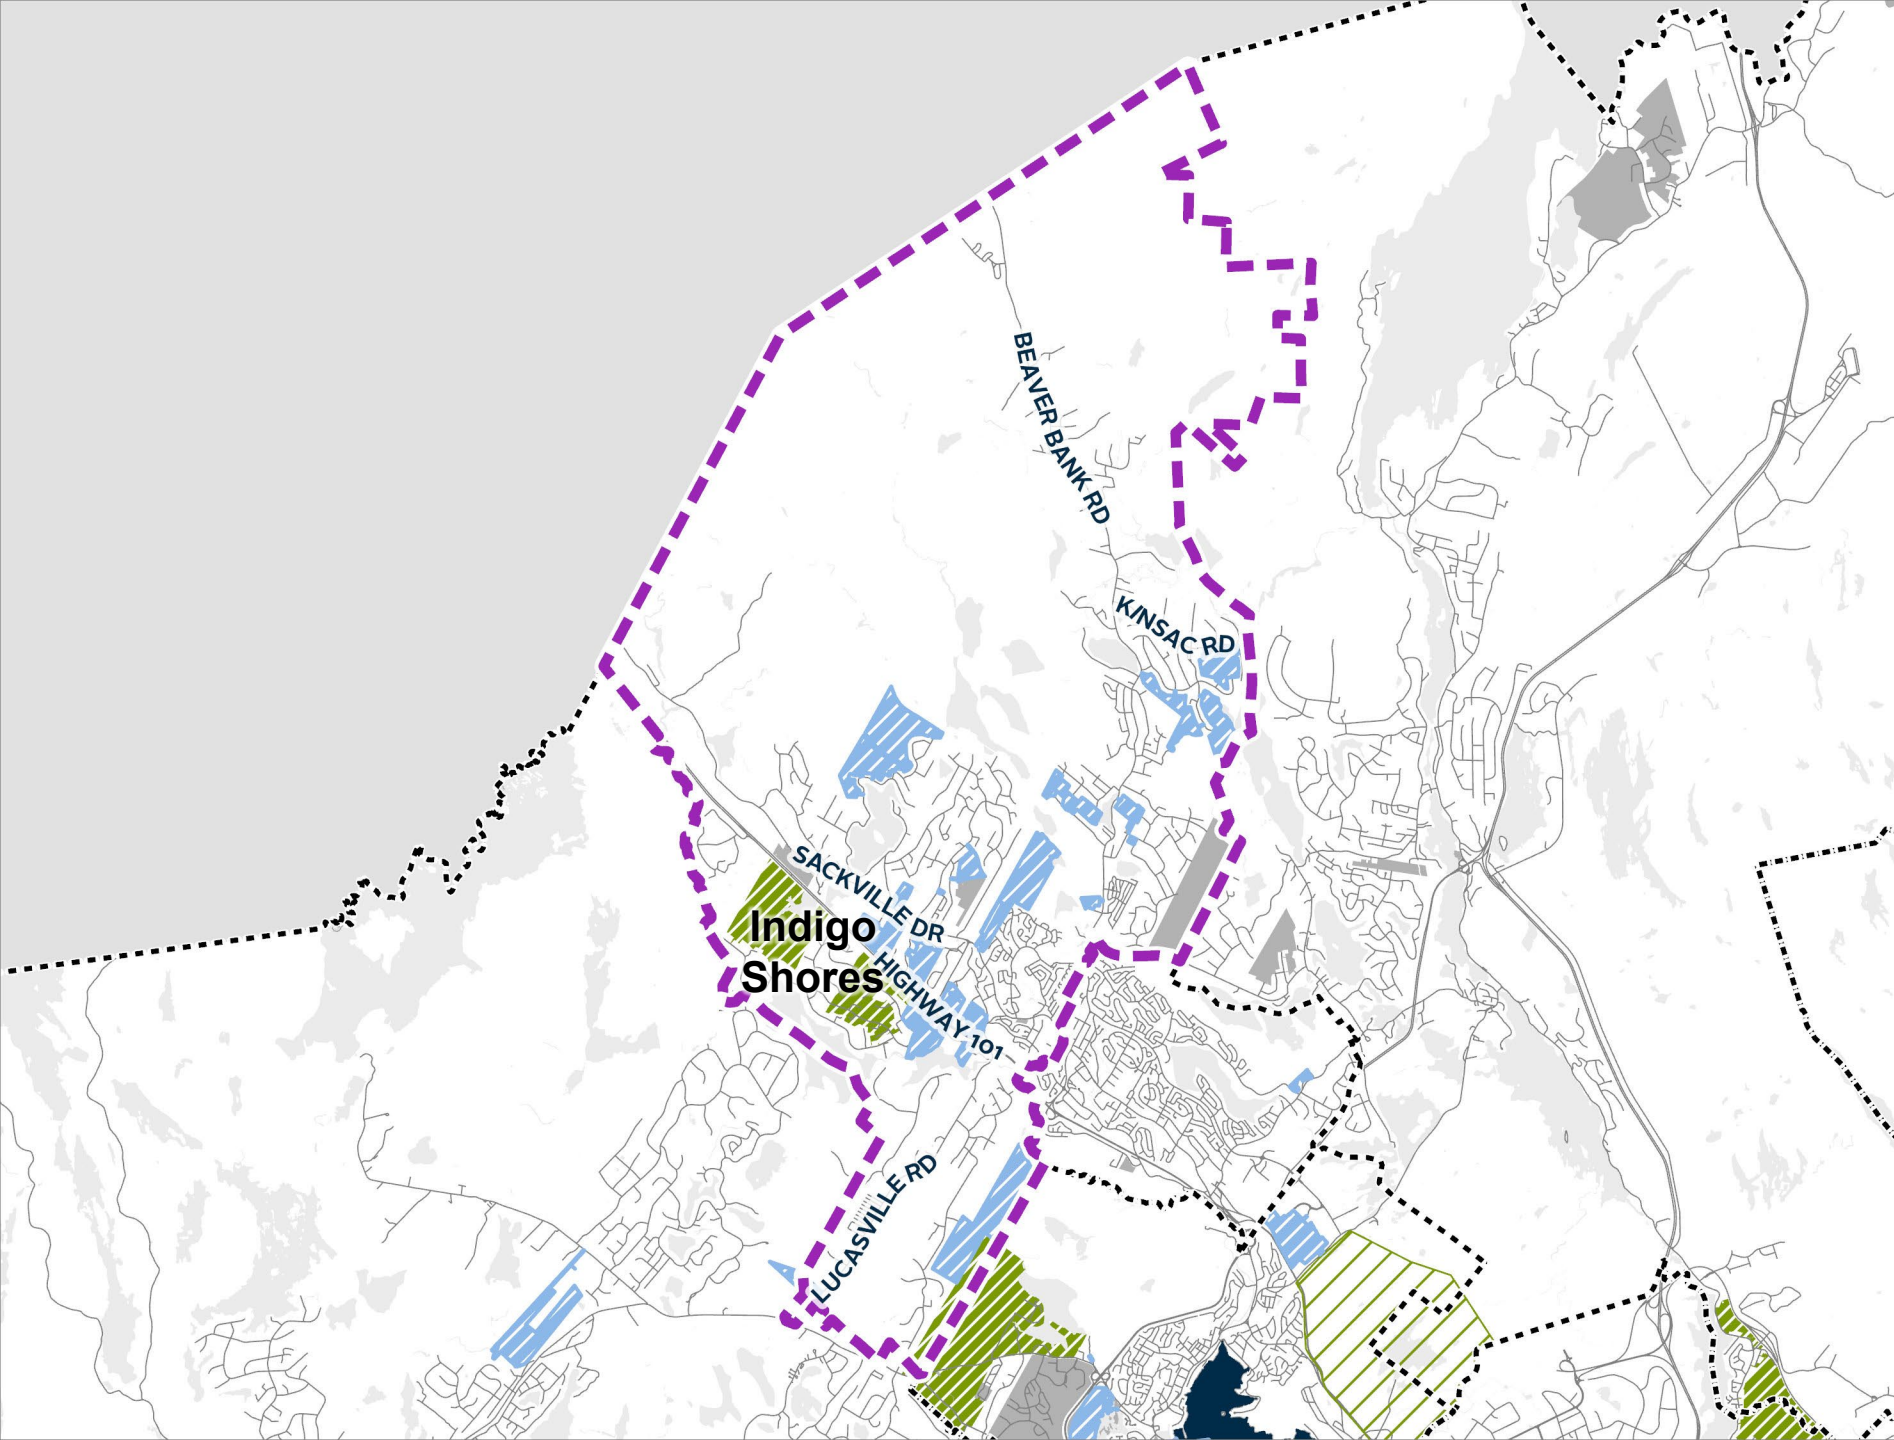 BEAVER BANK RD
KINSAC RD
SACKVILLE DR
Indigo
Shores
HIGHWAY 101
LUCASVILLE RD